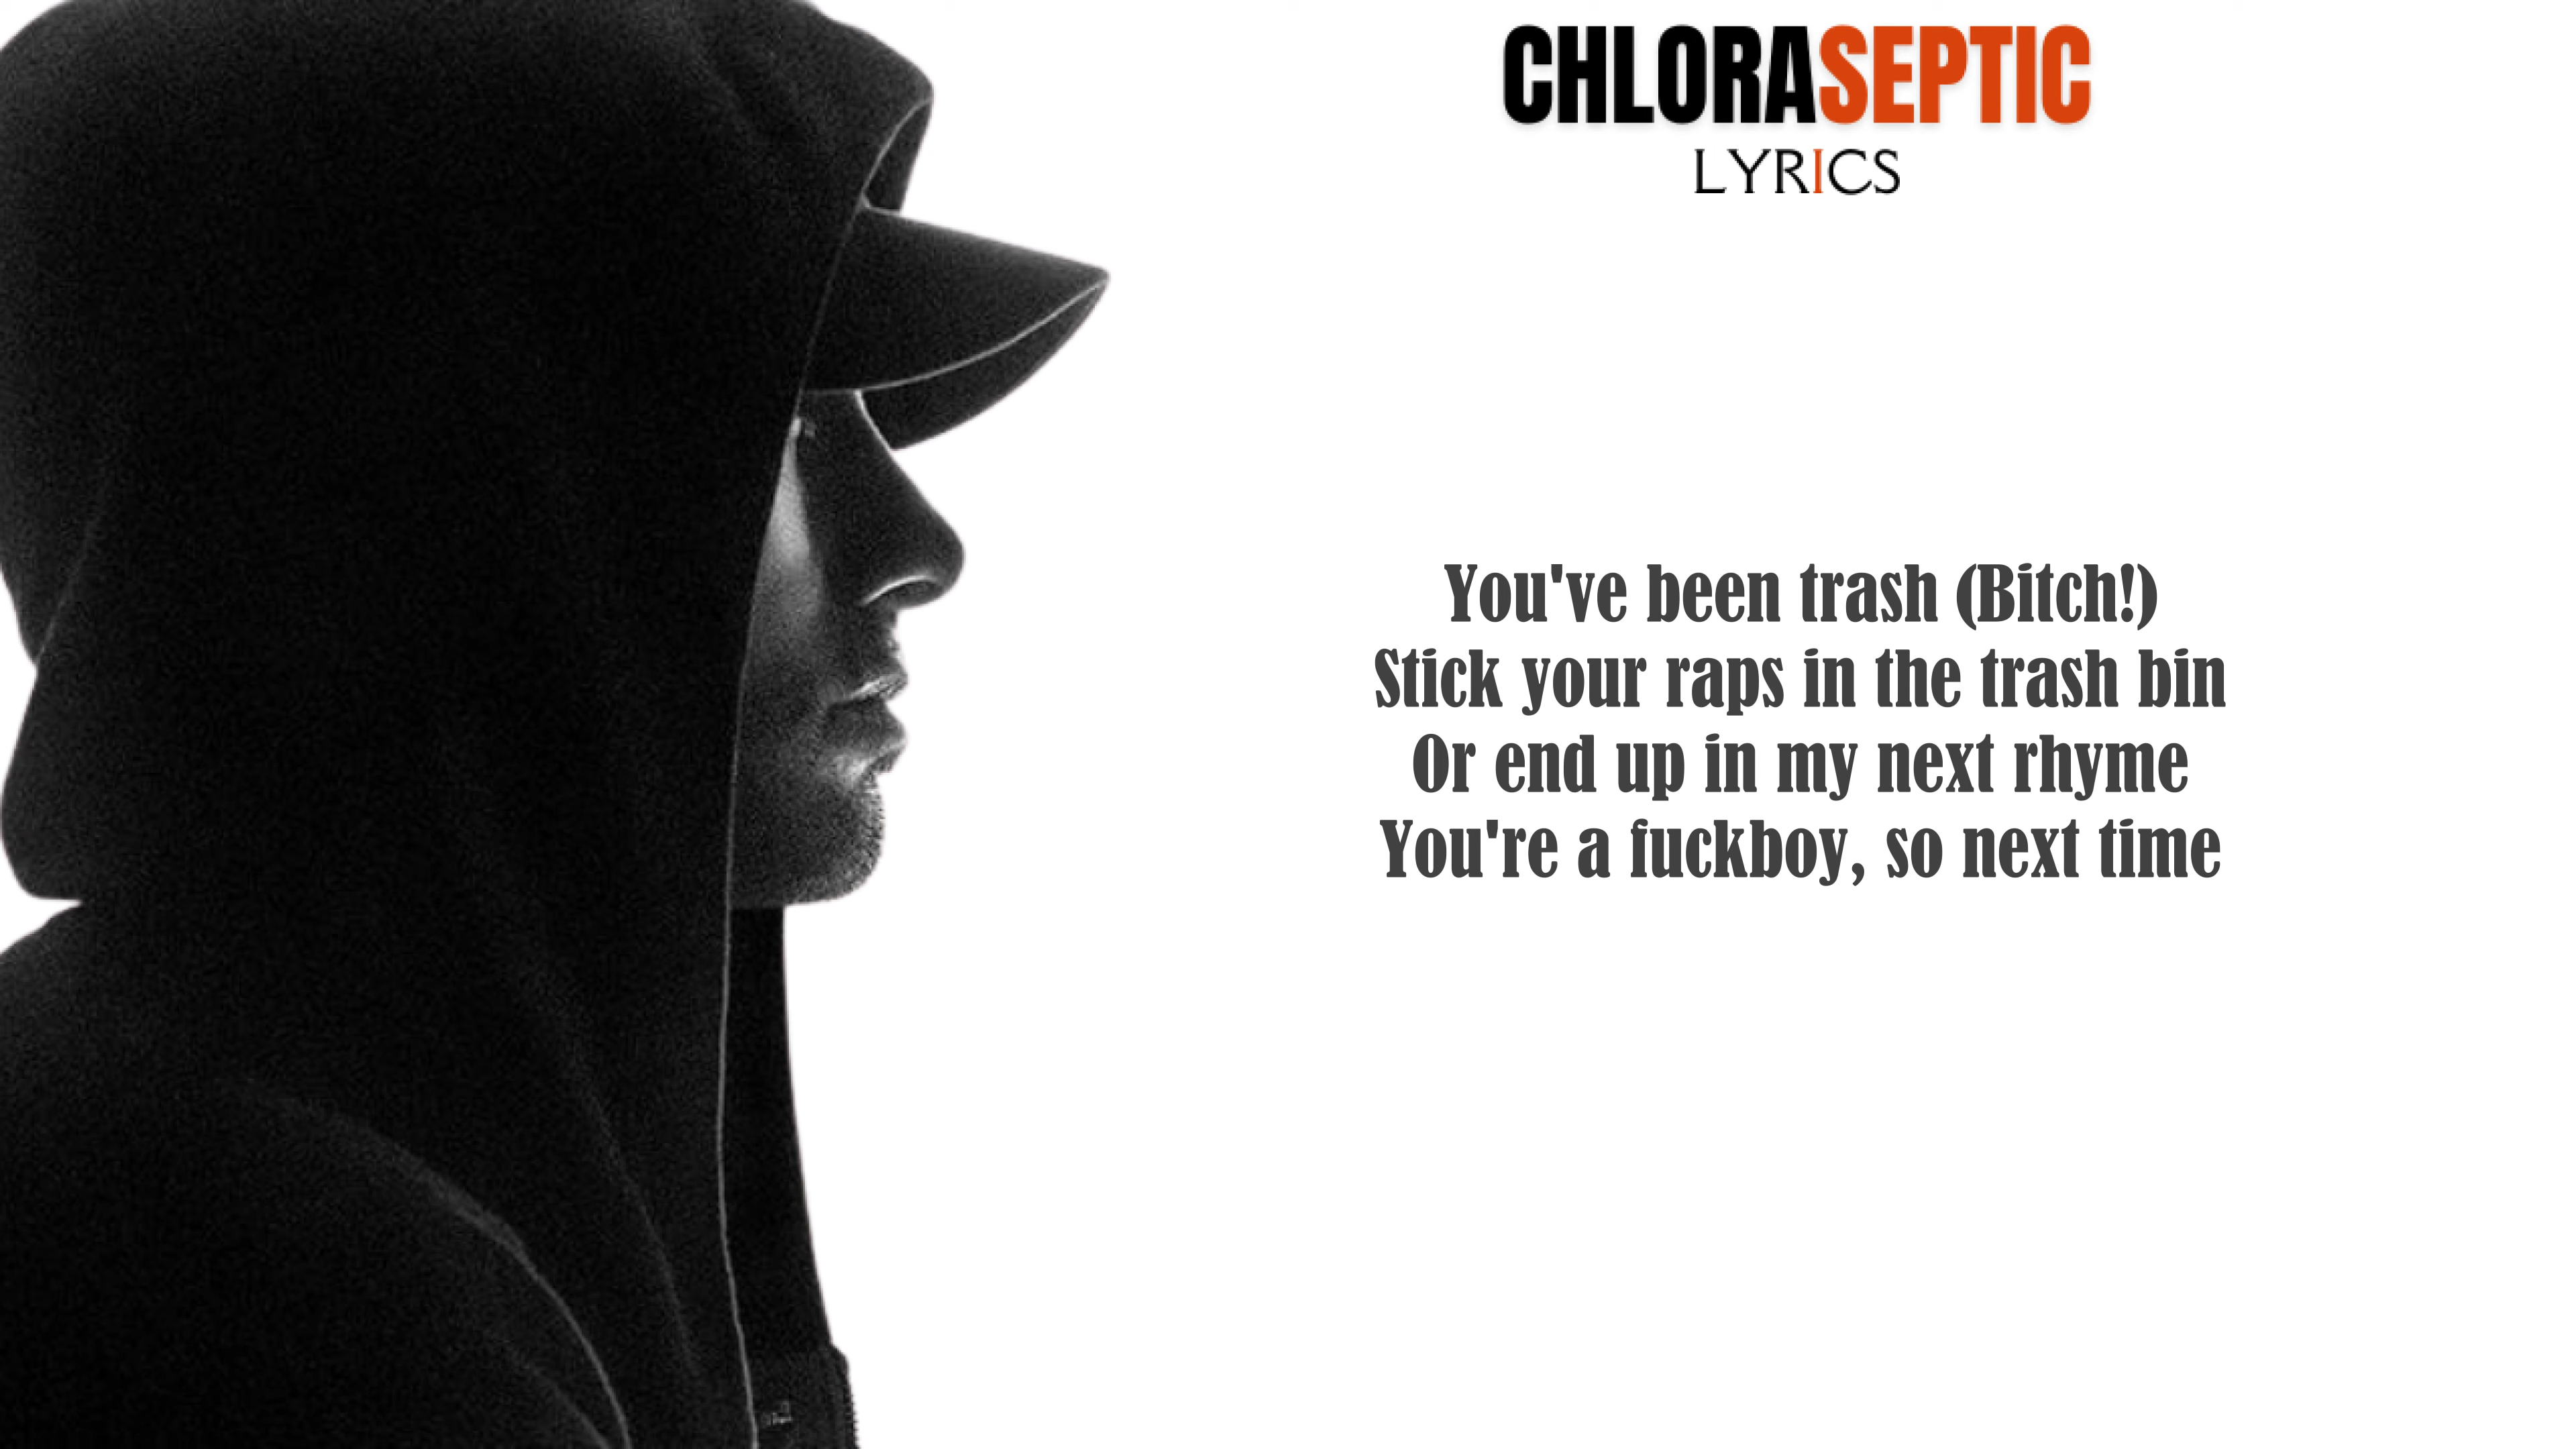 CHLORASEPTIC
LYRICS
You've been trash (Bitch!)
Stick your raps in the trash bin
Or end up in my next rhyme
You're a fuckboy, so next time